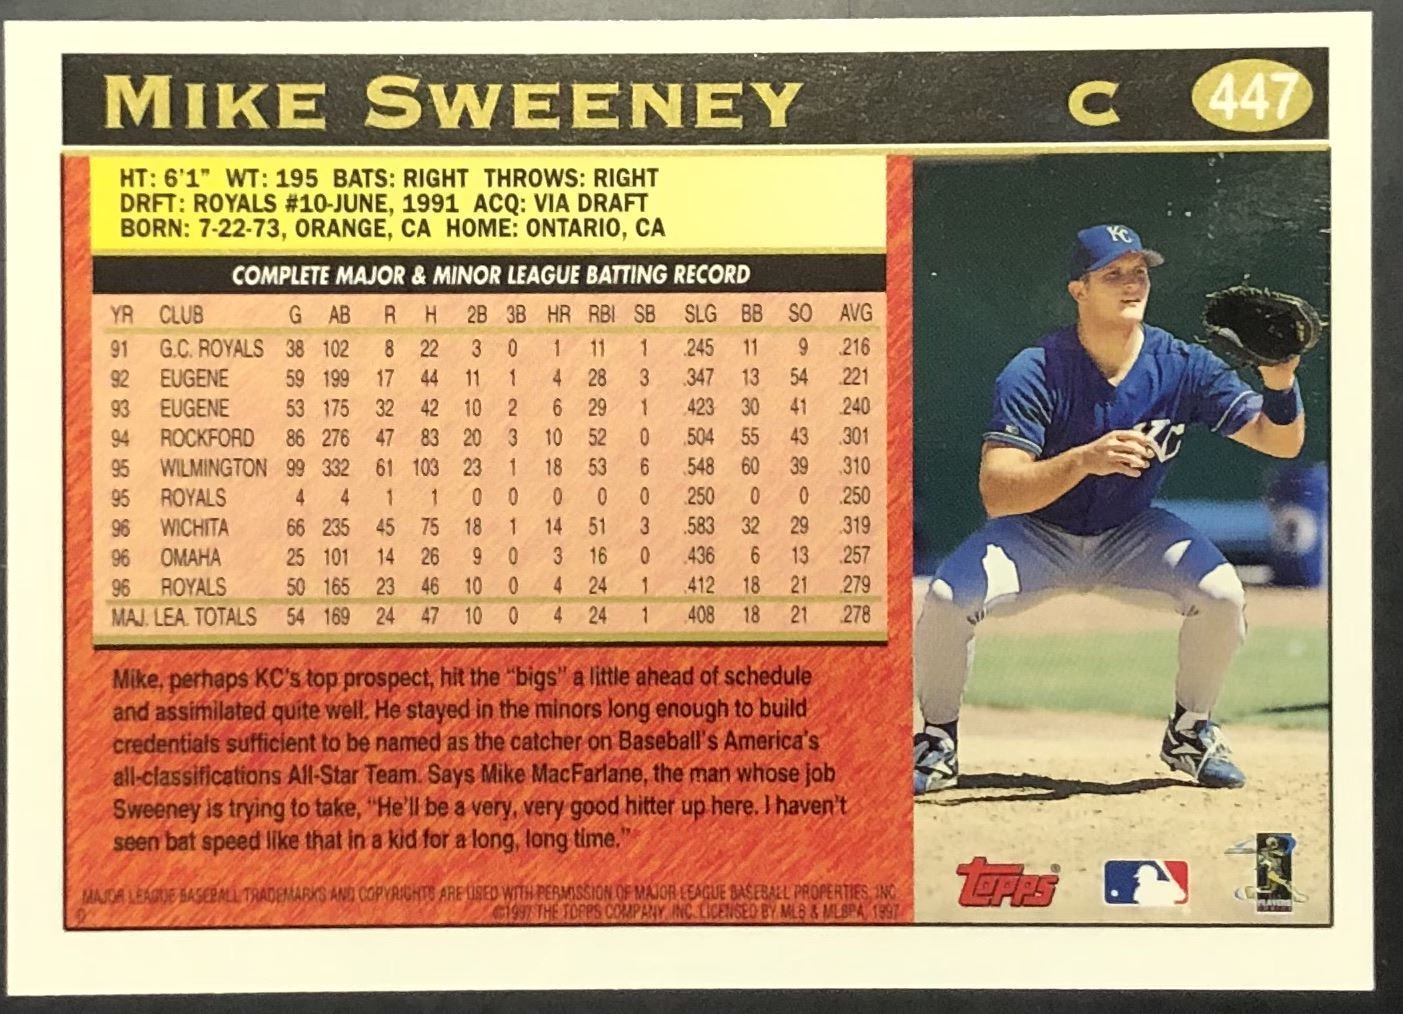 MIKE SWEENEY C 447
HT: 6'1" WT: 195 BATS: RIGHT THROWS: RIGHT
DRFT: ROYALS #10-JUNE, 1991 ACQ: VIA DRAFT
BORN: 7-22-73, ORANGE, CA HOME: ONTARIO, CA
COMPLETE MAJOR & MINOR LEAGUE BATTING RECORD
YR CLUB G AB R H 2B 3B HR RBI SB SLG BB SO AVG
91 G.C. ROYALS 38 102 8 22 3 0 1 11 1 .245 11 9 .216
92 EUGENE 59 199 17 44 11 1 4 28 3 .347 13 54 .221
93 EUGENE 53 175 32 42 10 2 6 29 1 .423 30 41 .240
94 ROCKFORD 86 276 47 83 20 3 10 52 0 .504 55 43 .301
95 WILMINGTON 99 332 61 103 23 1 18 53 6 .548 60 39 .310
95 ROYALS 4 4 1 1 0 0 0 0 0 .250 0 0 .250
96 WICHITA 66 235 45 75 18 1 14 51 3 .583 32 29 .319
96 OMAHA 25 101 14 26 9 0 3 16 0 .436 6 13 .257
96 ROYALS 50 165 23 46 10 0 4 24 1 .412 18 21 .279
MAJ. LEA. TOTALS 54 169 24 47 10 0 4 24 1 .408 18 21 .278
Mike, perhaps KC's top prospect, hit the "bigs" a little ahead of schedule
and assimilated quite well. He stayed in the minors long enough to build
credentials sufficient to be named as the catcher on Baseball's America's
all-classifications All-Star Team. Says Mike MacFarlane, the man whose job
Sweeney is trying to take, "He'll be a very, very good hitter up here. I haven't
seen bat speed like that in a kid for a long, long time."
MAJOR LEAGUE BASEBALL TRADEMARKS AND COPYRIGHTS ARE USED WITH PERMISSION OF MAJOR LEAGUE BASEBALL PROPERTIES, INC.
©1997 THE TOPPS COMPANY, INC. LICENSED BY MLB & MLBPA, 1997
KC
KC
topps®
PLAYERS